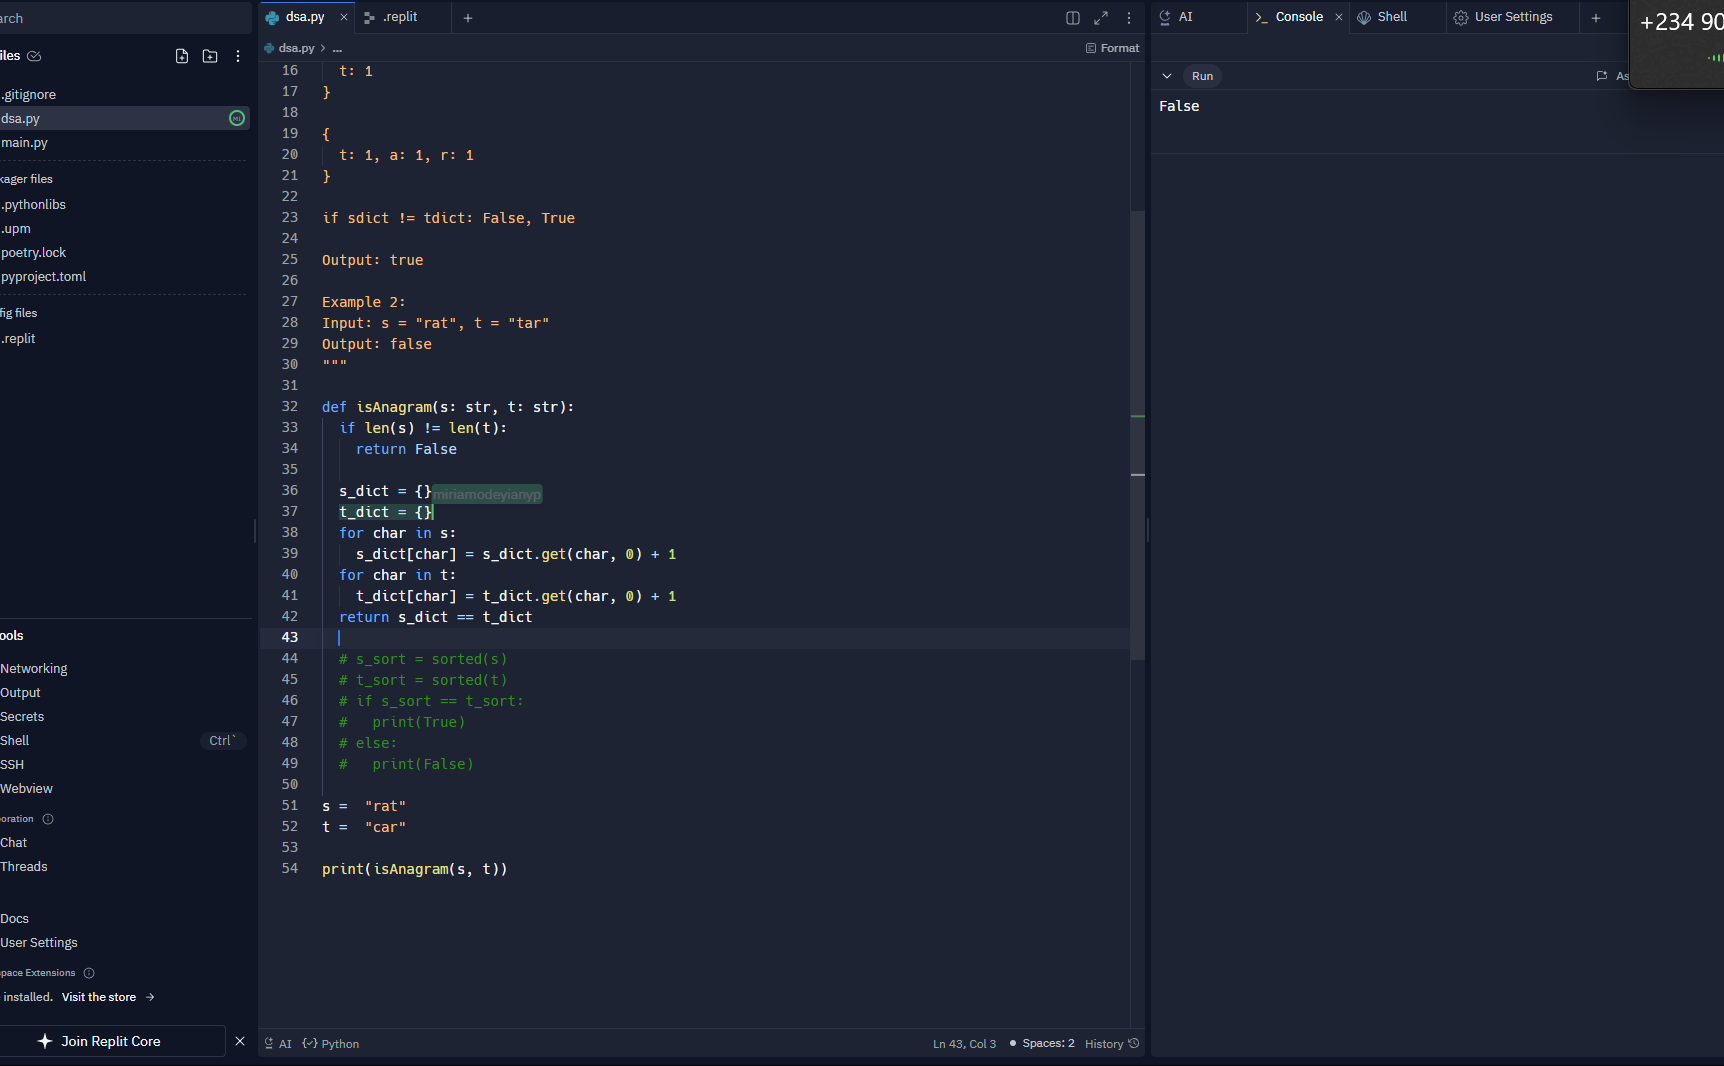 arch
iles
.gitignore
dsa.py
main.py
kager files
.pythonlibs
.upm
poetry.lock
pyproject.toml
fig files
.replit
ools
Networking
Output
Secrets
Shell Ctrl`
SSH
Webview
oration
Chat
Threads
Docs
User Settings
pace Extensions
installed. Visit the store →
Join Replit Core
dsa.py .replit
dsa.py > ... Format
16 t: 1
17 }
18
19 {
20 t: 1, a: 1, r: 1
21 }
22
23 if sdict != tdict: False, True
24
25 Output: true
26
27 Example 2:
28 Input: s = "rat", t = "tar"
29 Output: false
30 """
31
32 def isAnagram(s: str, t: str):
33 if len(s) != len(t):
34 return False
35
36 s_dict = {} miriamodeyianyp
37 t_dict = {}
38 for char in s:
39 s_dict[char] = s_dict.get(char, 0) + 1
40 for char in t:
41 t_dict[char] = t_dict.get(char, 0) + 1
42 return s_dict == t_dict
43
44 # s_sort = sorted(s)
45 # t_sort = sorted(t)
46 # if s_sort == t_sort:
47 #   print(True)
48 # else:
49 #   print(False)
50
51 s =  "rat"
52 t =  "car"
53
54 print(isAnagram(s, t))
AI Python Ln 43, Col 3 Spaces: 2 History
AI Console Shell User Settings
+234 90
Run As
False